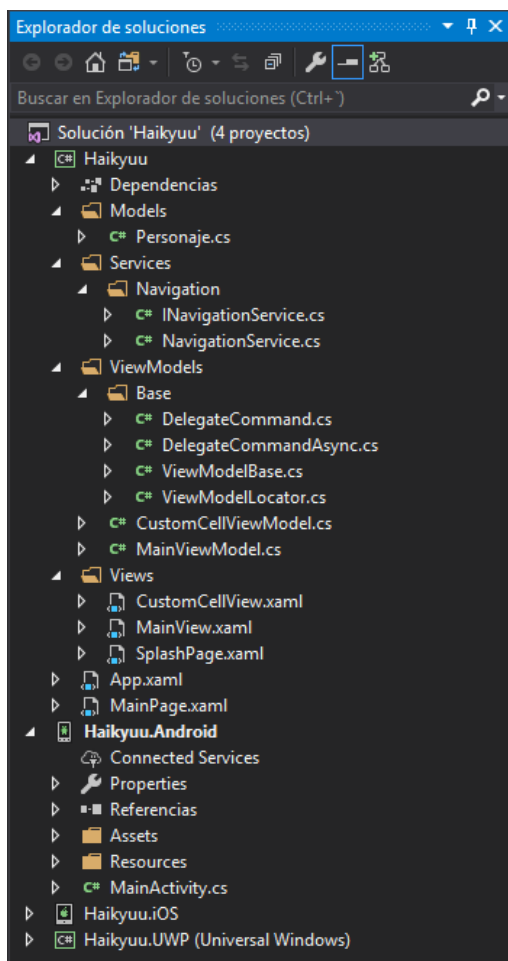 Explorador de soluciones
Buscar en Explorador de soluciones (Ctrl+`)
Solución 'Haikyuu' (4 proyectos)
C# Haikyuu
Dependencias
Models
C# Personaje.cs
Services
Navigation
C# INavigationService.cs
C# NavigationService.cs
ViewModels
Base
C# DelegateCommand.cs
C# DelegateCommandAsync.cs
C# ViewModelBase.cs
C# ViewModelLocator.cs
C# CustomCellViewModel.cs
C# MainViewModel.cs
Views
CustomCellView.xaml
MainView.xaml
SplashPage.xaml
App.xaml
MainPage.xaml
Haikyuu.Android
Connected Services
Properties
Referencias
Assets
Resources
C# MainActivity.cs
Haikyuu.iOS
C# Haikyuu.UWP (Universal Windows)